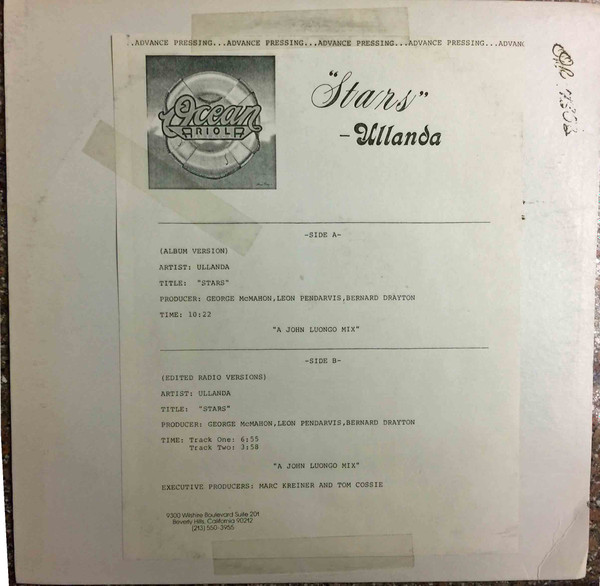 ..ADVANCE PRESSING...ADVANCE PRESSING...ADVANCE PRESSING...ADVANCE PRESSING...ADVANC
Ocean
ARIOLA
"Stars"
- Ullanda
-SIDE A-
(ALBUM VERSION)
ARTIST: ULLANDA
TITLE: "STARS"
PRODUCER: GEORGE McMAHON,LEON PENDARVIS,BERNARD DRAYTON
TIME: 10:22
"A JOHN LUONGO MIX"
-SIDE B-
(EDITED RADIO VERSIONS)
ARTIST: ULLANDA
TITLE: "STARS"
PRODUCER: GEORGE McMAHON,LEON PENDARVIS,BERNARD DRAYTON
TIME: Track One: 6:55
Track Two: 3:58
"A JOHN LUONGO MIX"
EXECUTIVE PRODUCERS: MARC KREINER AND TOM COSSIE
9300 Wilshire Boulevard Suite 201
Beverly Hills, California 90212
(213) 550-3955